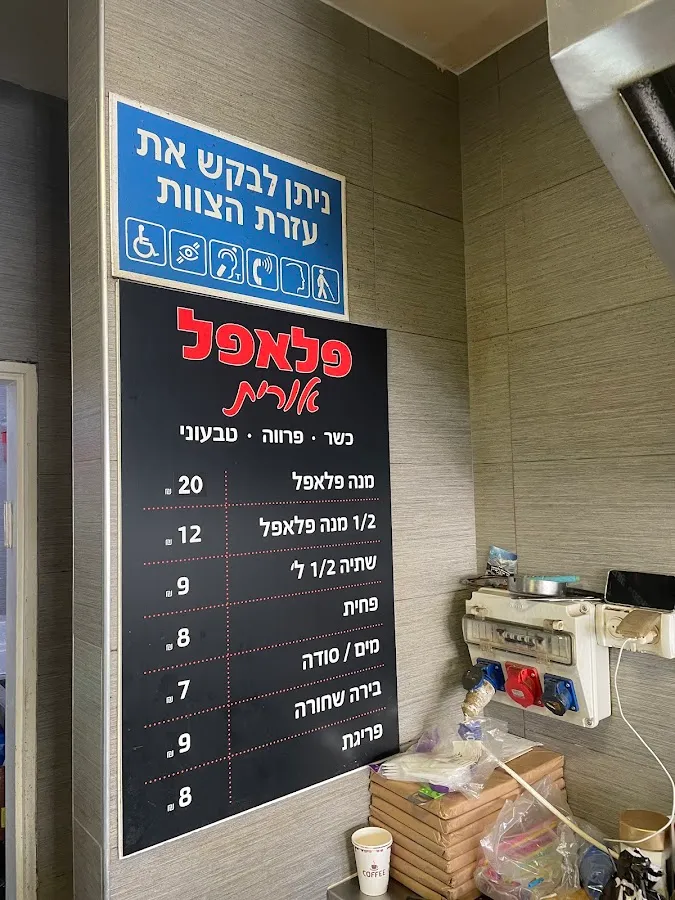 ניתן לבקש את
עזרת הצוות
פלאפל
אורית
כשר · פרווה · טבעוני
מנה פלאפל 20 ₪
1/2 מנה פלאפל 12 ₪
שתיה 1/2 ל' 9 ₪
פחית 8 ₪
מים / סודה 7 ₪
בירה שחורה 9 ₪
פריגת 8 ₪
COFFEE